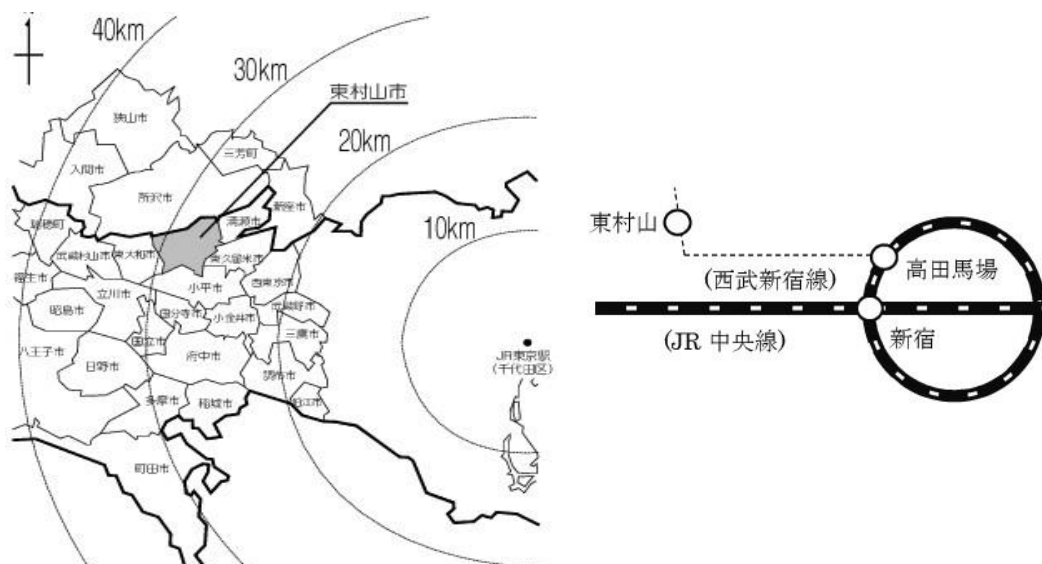 40km
30km
東村山市
20km
10km
狭山市
三芳町
入間市
所沢市
新座市
清瀬市
瑞穂町
武蔵村山市
東大和市
東久留米市
西東京市
福生市
立川市
小平市
昭島市
国分寺市
小金井市
武蔵野市
三鷹市
国立市
八王子市
日野市
府中市
調布市
狛江市
多摩市
稲城市
町田市
JR東京駅
(千代田区)
東村山
(西武新宿線)
高田馬場
(JR 中央線)
新宿